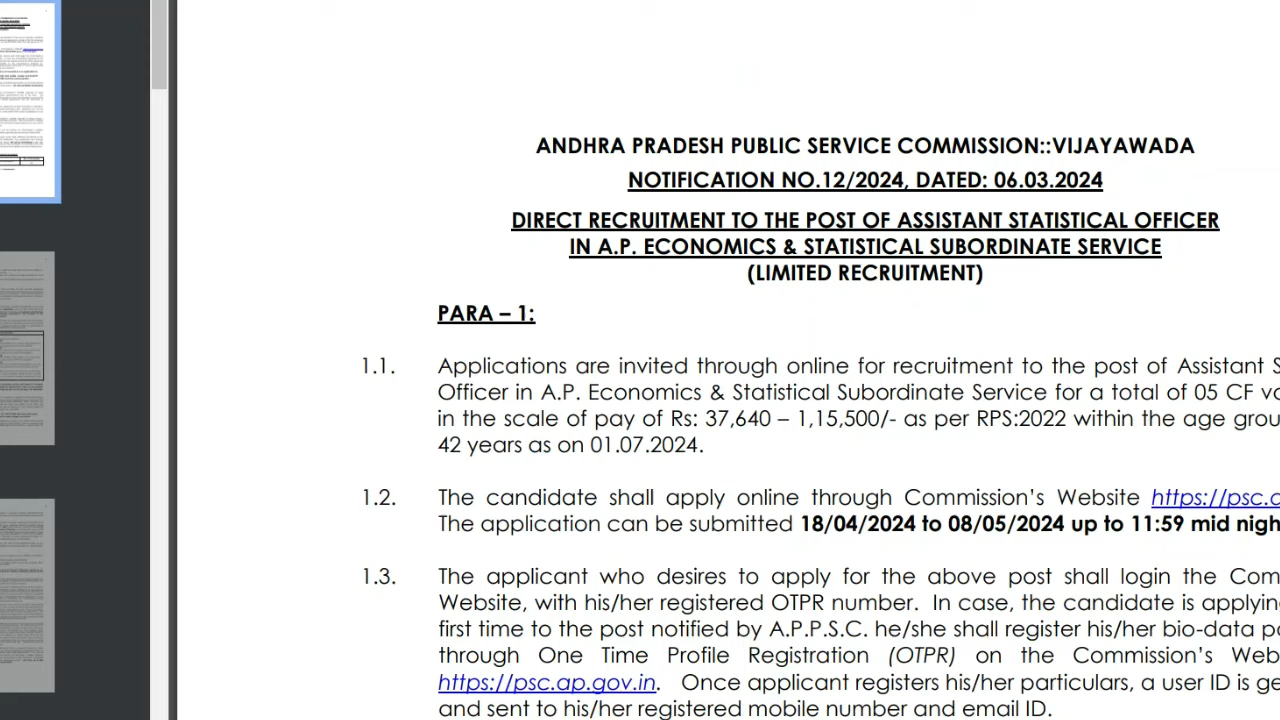 ANDHRA PRADESH PUBLIC SERVICE COMMISSION::VIJAYAWADA
NOTIFICATION NO.12/2024, DATED: 06.03.2024
DIRECT RECRUITMENT TO THE POST OF ASSISTANT STATISTICAL OFFICER
IN A.P. ECONOMICS & STATISTICAL SUBORDINATE SERVICE
(LIMITED RECRUITMENT)
PARA – 1:
1.1. Applications are invited through online for recruitment to the post of Assistant
Officer in A.P. Economics & Statistical Subordinate Service for a total of 05 CF
in the scale of pay of Rs: 37,640 – 1,15,500/- as per RPS:2022 within the age
42 years as on 01.07.2024.
1.2. The candidate shall apply online through Commission's Website
The application can be submitted 18/04/2024 to 08/05/2024 up to 11:59 mid
1.3. The applicant who desires to apply for the above post shall login the
Website, with his/her registered OTPR number. In case, the candidate is
first time to the post notified by A.P.P.S.C. he/she shall register his/her bio-data
through One Time Profile Registration (OTPR) on the Commission's
https://psc.ap.gov.in. Once applicant registers his/her particulars, a user ID is
and sent to his/her registered mobile number and email ID.